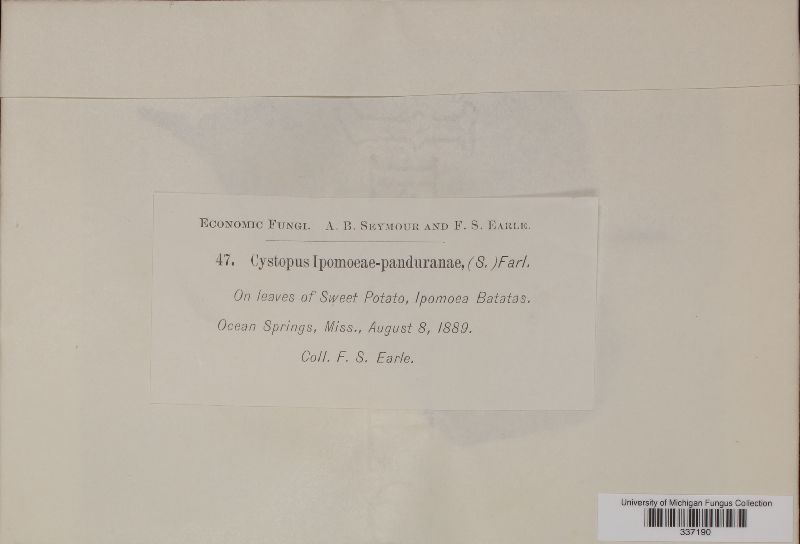 Economic Fungi. A. B. Seymour and F. S. Earle.
47. Cystopus Ipomoeae-panduranae, (S.) Farl.
On leaves of Sweet Potato, Ipomoea Batatas.
Ocean Springs, Miss., August 8, 1889.
Coll. F. S. Earle.
University of Michigan Fungus Collection
337190